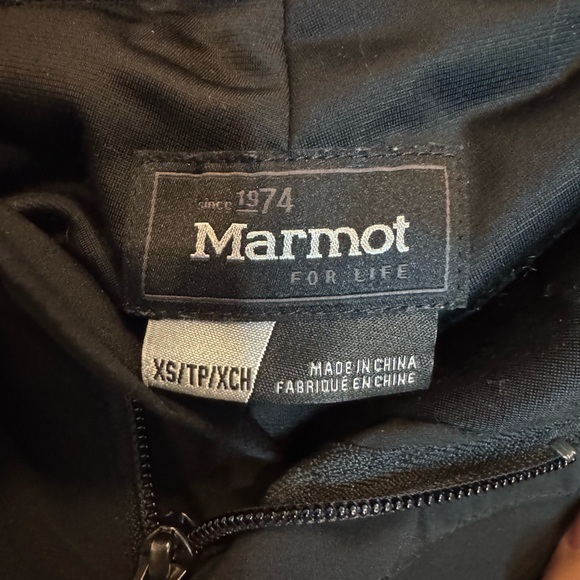 SINCE 1974
Marmot
FOR LIFE
XS/TP/XCH
MADE IN CHINA
FABRIQUÉ EN CHINE